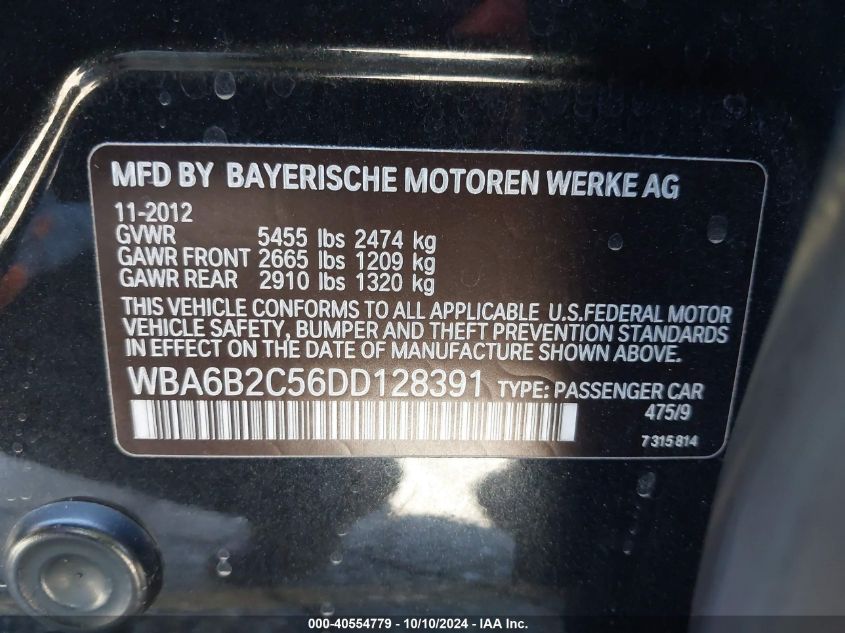 MFD BY BAYERISCHE MOTOREN WERKE AG
11-2012
GVWR 5455 lbs 2474 kg
GAWR FRONT 2665 lbs 1209 kg
GAWR REAR 2910 lbs 1320 kg
THIS VEHICLE CONFORMS TO ALL APPLICABLE U.S.FEDERAL MOTOR
VEHICLE SAFETY, BUMPER AND THEFT PREVENTION STANDARDS
IN EFFECT ON THE DATE OF MANUFACTURE SHOWN ABOVE.
WBA6B2C56DD128391 TYPE: PASSENGER CAR
475/9
7 315 814
000-40554779 - 10/10/2024 - IAA Inc.